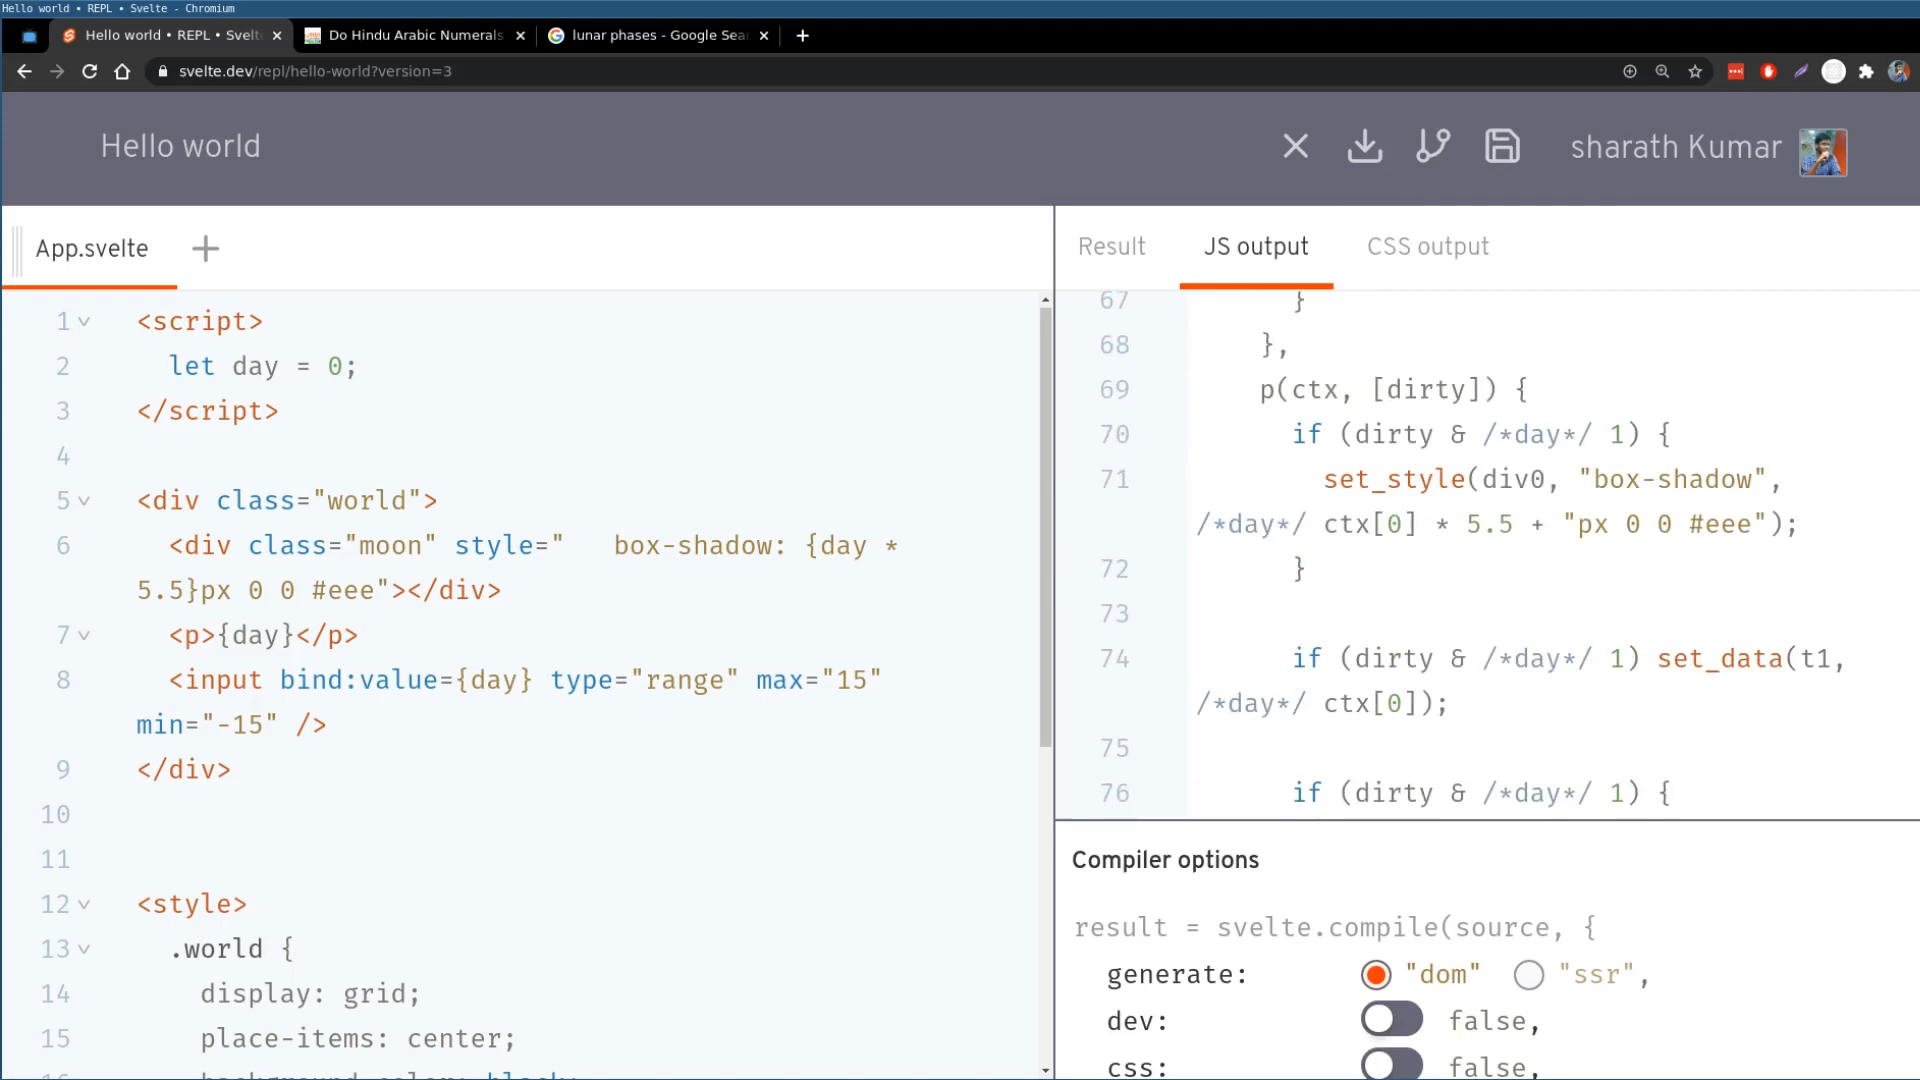 Hello world • REPL • Svelte - Chromium
Hello world • REPL • Svelt
Do Hindu Arabic Numerals
lunar phases - Google Sea
svelte.dev/repl/hello-world?version=3
Hello world
sharath Kumar
App.svelte
Result
JS output
CSS output
1 <script>
2 let day = 0;
3 </script>
4
5 <div class="world">
6 <div class="moon" style="   box-shadow: {day *
5.5}px 0 0 #eee"></div>
7 <p>{day}</p>
8 <input bind:value={day} type="range" max="15"
min="-15" />
9 </div>
10
11
12 <style>
13 .world {
14 display: grid;
15 place-items: center;
67 }
68 },
69 p(ctx, [dirty]) {
70 if (dirty & /*day*/ 1) {
71 set_style(div0, "box-shadow",
/*day*/ ctx[0] * 5.5 + "px 0 0 #eee");
72 }
73
74 if (dirty & /*day*/ 1) set_data(t1,
/*day*/ ctx[0]);
75
76 if (dirty & /*day*/ 1) {
Compiler options
result = svelte.compile(source, {
generate: "dom" "ssr",
dev: false,
css: false,